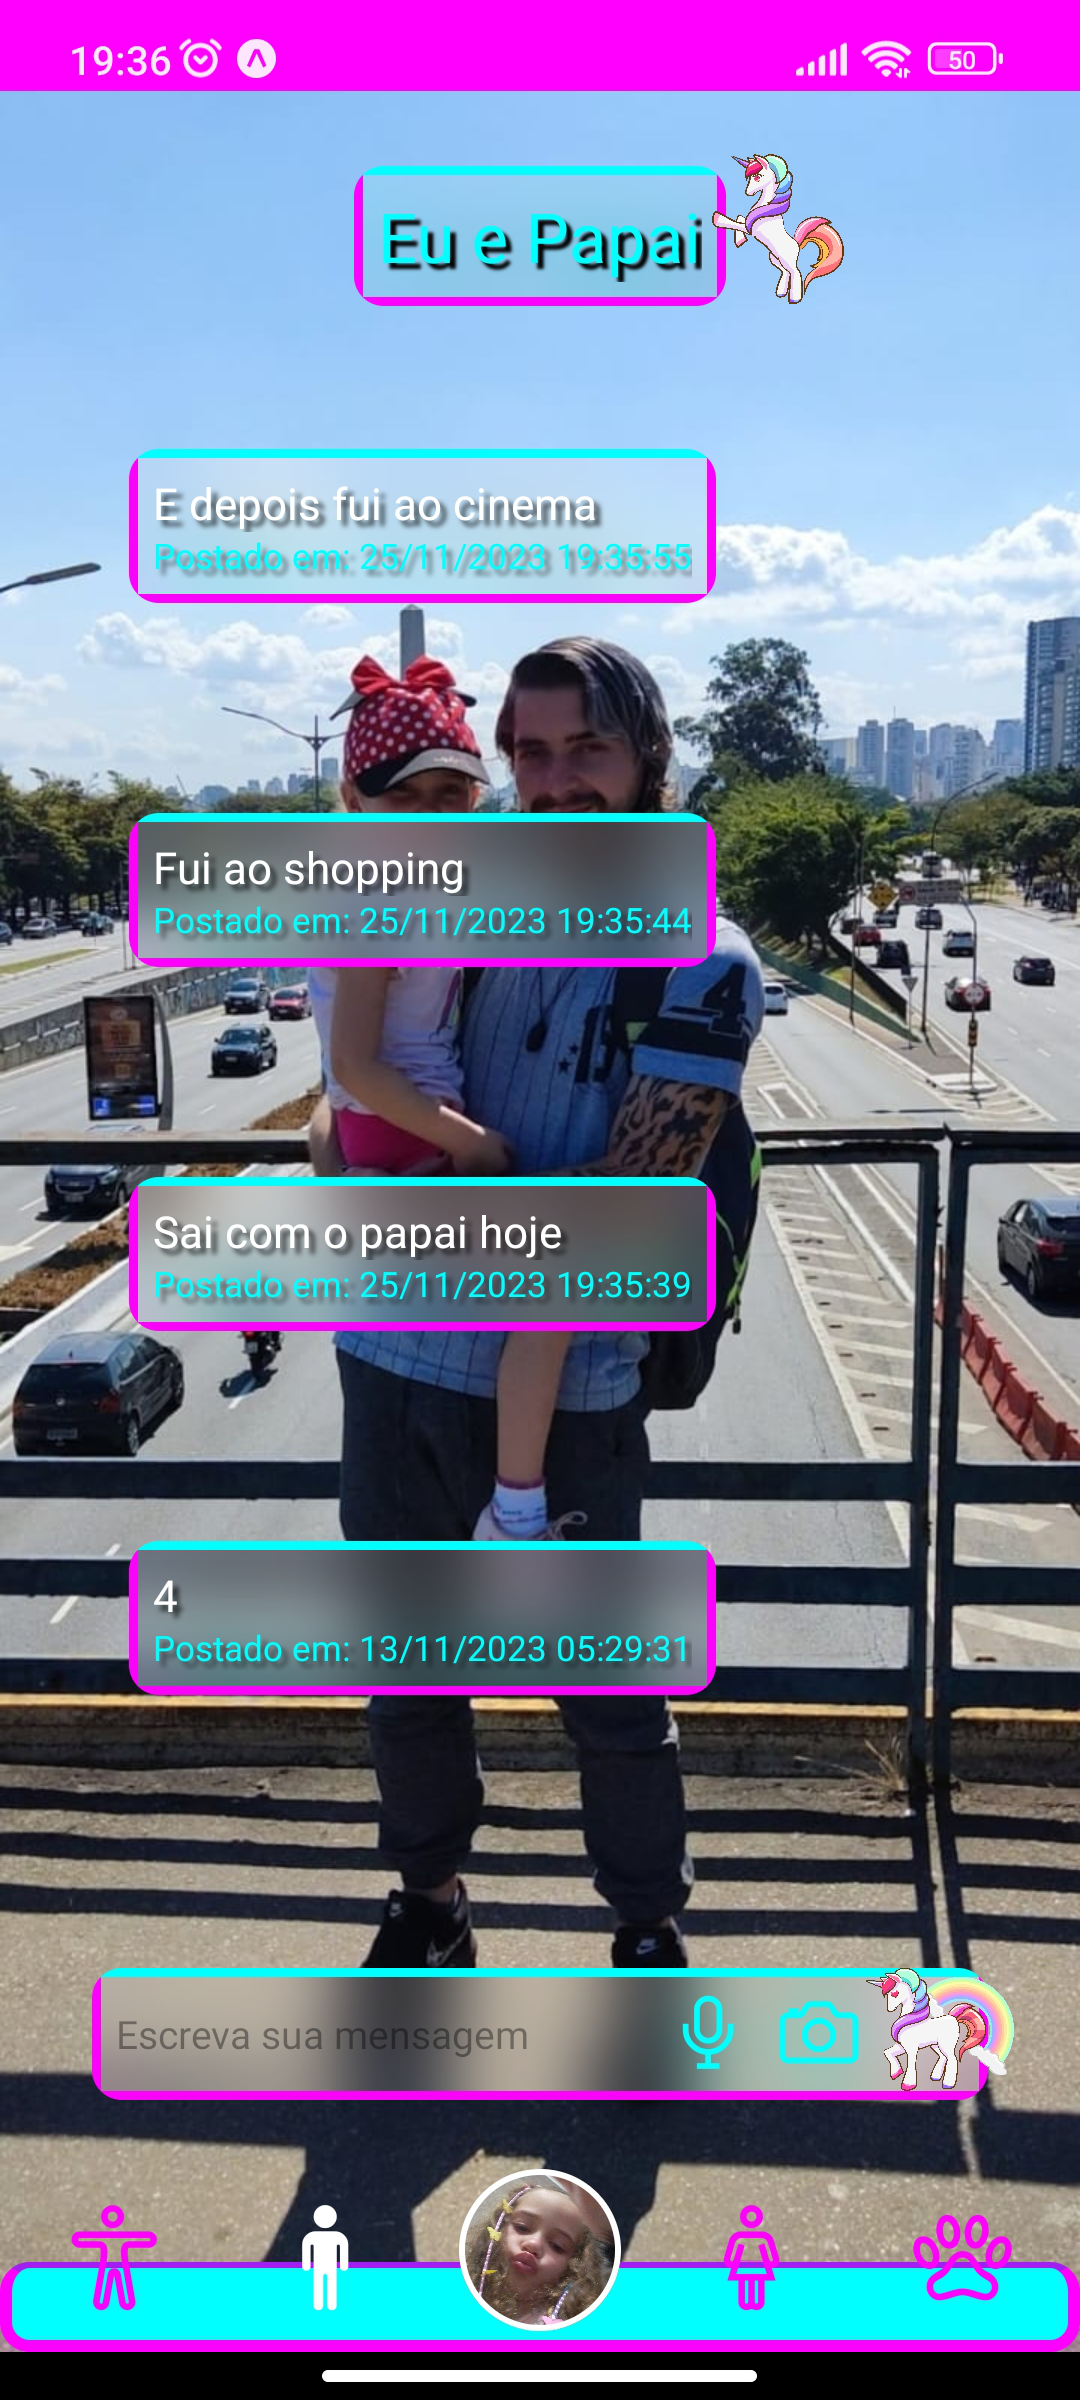 19:36
50
Eu e Papai
E depois fui ao cinema
Postado em: 25/11/2023 19:35:55
Fui ao shopping
Postado em: 25/11/2023 19:35:44
4
Sai com o papai hoje
Postado em: 25/11/2023 19:35:39
4
Postado em: 13/11/2023 05:29:31
Escreva sua mensagem